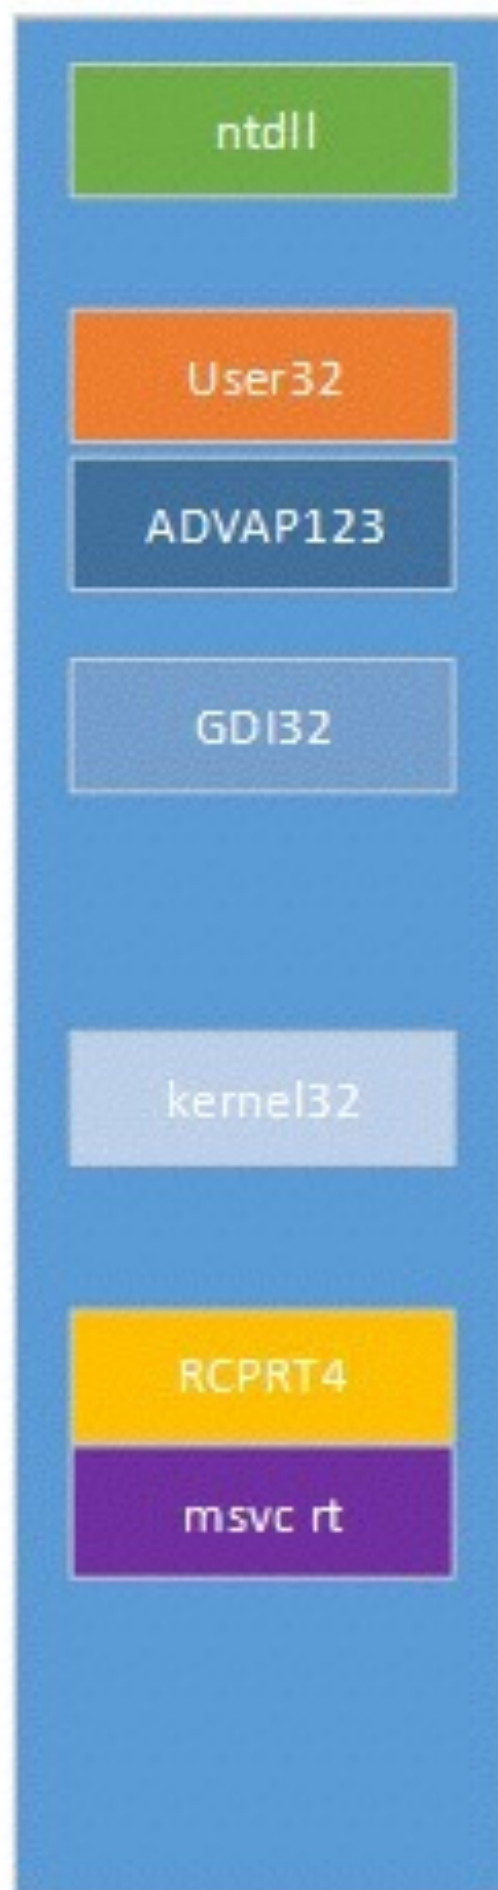 ntdll
User32
ADVAP123
GDI32
kernel32
RCPRT4
msvc rt